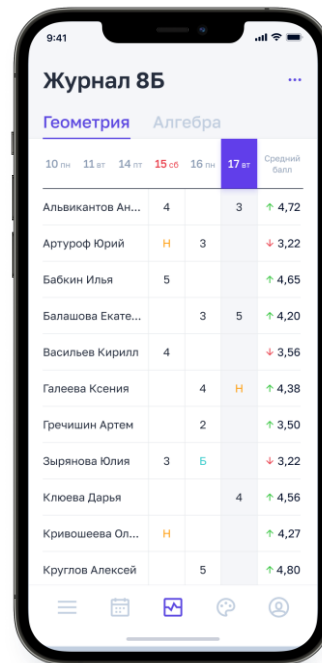 9:41
Журнал 8Б
Геометрия Алгебра
10 пн 11 вт 14 пт 15 сб 16 пн 17 вт Средний балл
Альвикантов Ан... 4 3 ↑ 4,72
Артуроф Юрий Н 3 ↓ 3,22
Бабкин Илья 5 ↑ 4,65
Балашова Екате... 3 5 ↑ 4,20
Васильев Кирилл 4 ↓ 3,56
Галеева Ксения 4 Н ↑ 4,38
Гречишин Артем 2 ↑ 3,50
Зырянова Юлия 3 Б ↓ 3,22
Клюева Дарья 4 ↑ 4,56
Кривошеева Ол... Н ↑ 4,27
Круглов Алексей 5 ↑ 4,80